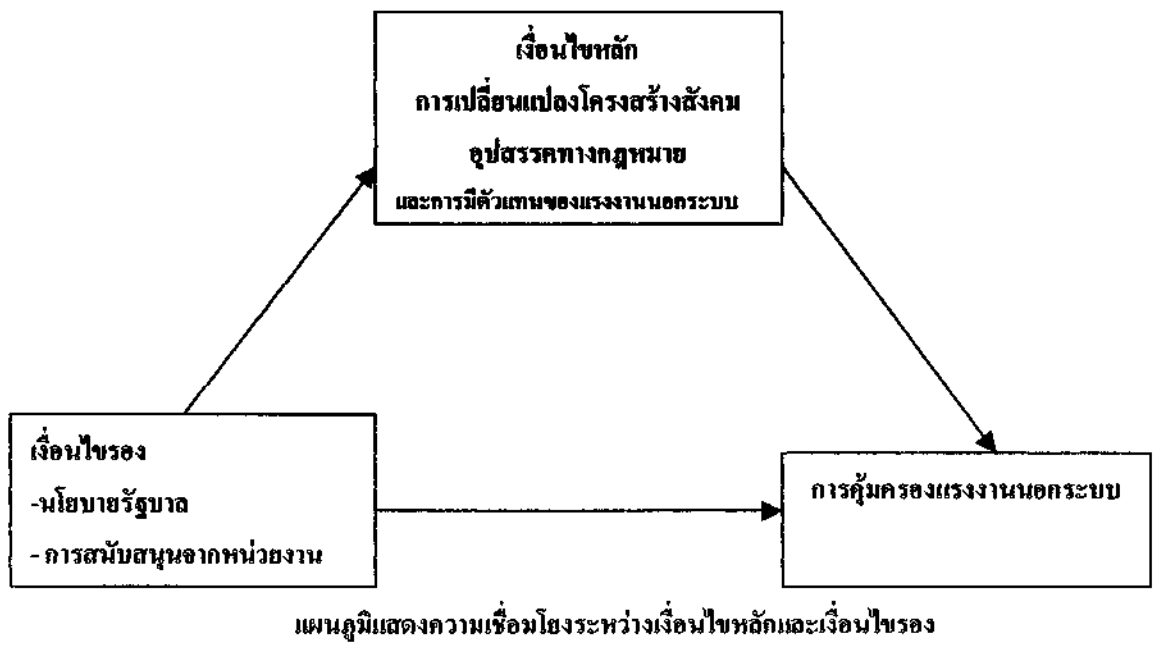 เงื่อนไขหลัก
การเปลี่ยนแปลงโครงสร้างสังคม
อุปสรรคทางกฎหมาย
และการมีตัวแทนของแรงงานนอกระบบ
เงื่อนไขรอง
-นโยบายรัฐบาล
- การสนับสนุนจากหน่วยงาน
การคุ้มครองแรงงานนอกระบบ
แผนภูมิแสดงความเชื่อมโยงระหว่างเงื่อนไขหลักและเงื่อนไขรอง